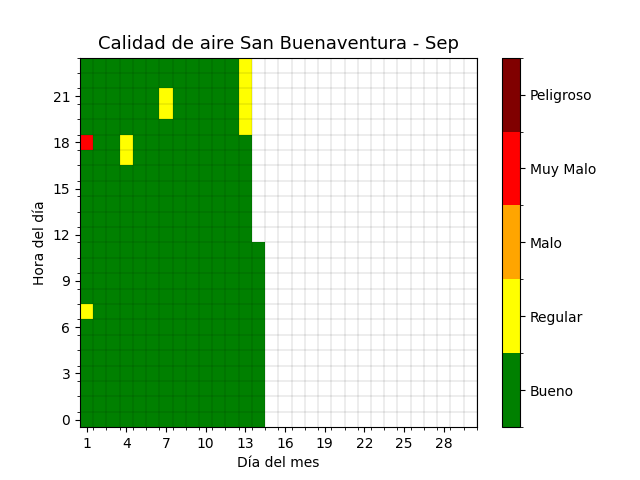 Calidad de aire San Buenaventura - Sep
Hora del día
21
18
15
12
9
6
3
0
1 4 7 10 13 16 19 22 25 28
Día del mes
Peligroso
Muy Malo
Malo
Regular
Bueno